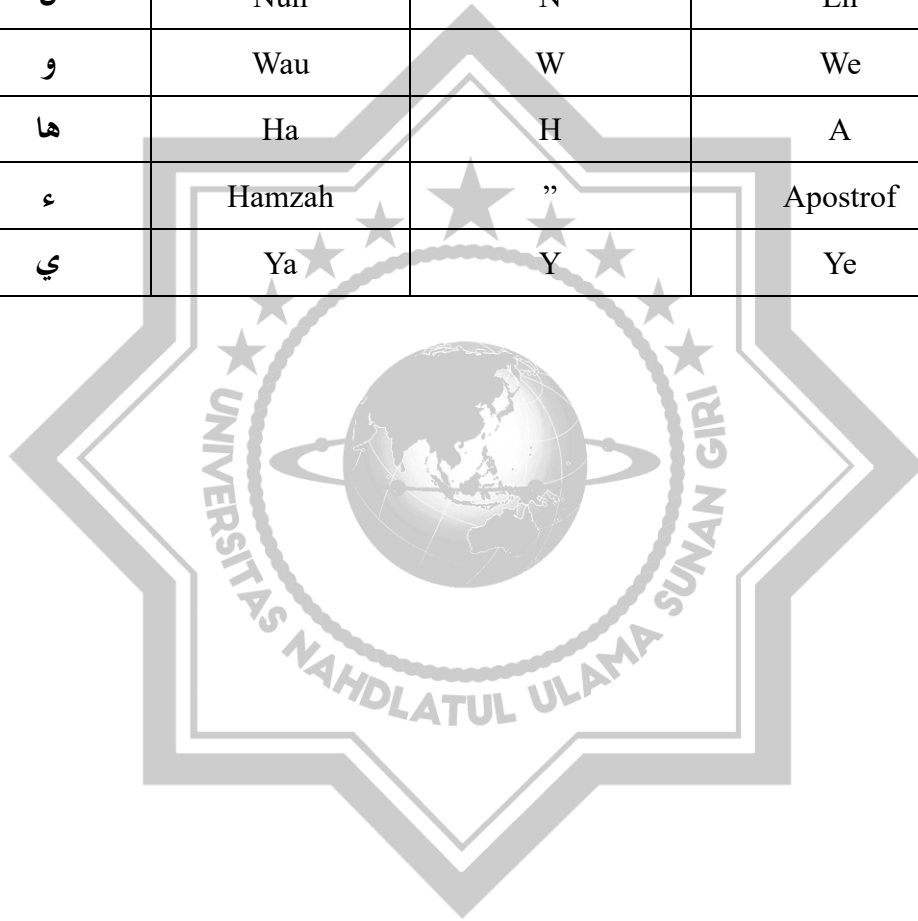 ن Nun N En
و Wau W We
ها Ha H A
ء Hamzah ” Apostrof
ي Ya Y Ye
UNIVERSITAS NAHDLATUL ULAMA SUNAN GIRI